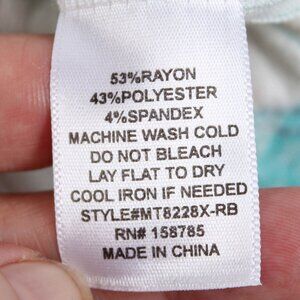 53%RAYON
43%POLYESTER
4%SPANDEX
MACHINE WASH COLD
DO NOT BLEACH
LAY FLAT TO DRY
COOL IRON IF NEEDED
STYLE#MT8228X-RB
RN# 158785
MADE IN CHINA